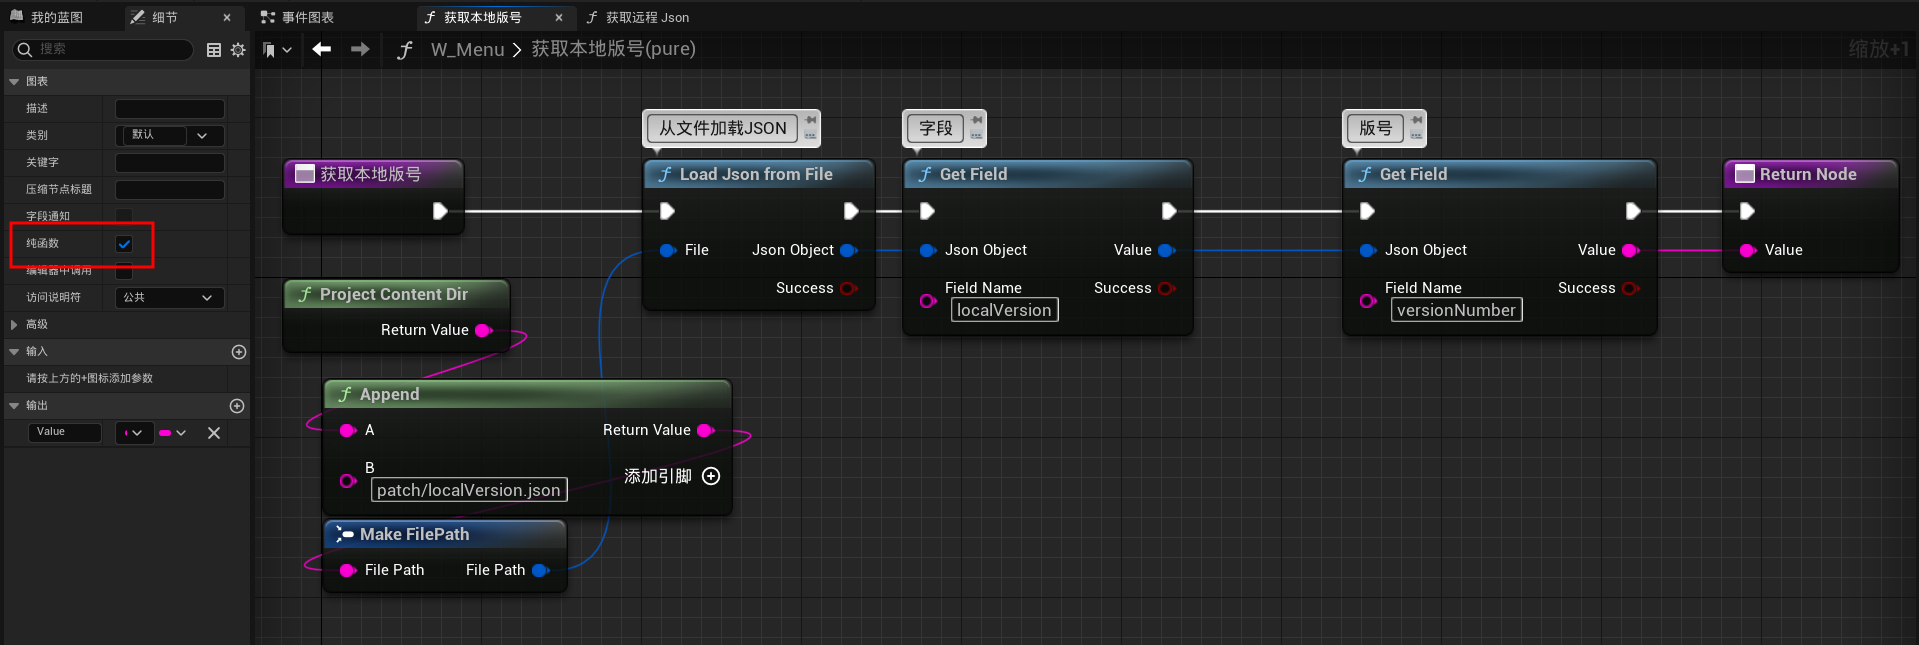 我的蓝图
细节
事件图表
获取本地版号
获取远程 Json
搜索
W_Menu
获取本地版号(pure)
缩放+1
图表
描述
类别
默认
关键字
压缩节点标题
字段通知
纯函数
编辑器中调用
访问说明符
公共
高级
输入
请按上方的+图标添加参数
输出
Value
从文件加载JSON
字段
版号
获取本地版号
Load Json from File
File
Json Object
Success
Get Field
Json Object
Value
Field Name
Success
localVersion
Get Field
Json Object
Value
Field Name
Success
versionNumber
Return Node
Value
Project Content Dir
Return Value
Append
A
Return Value
B
添加引脚
patch/localVersion.json
Make FilePath
File Path
File Path